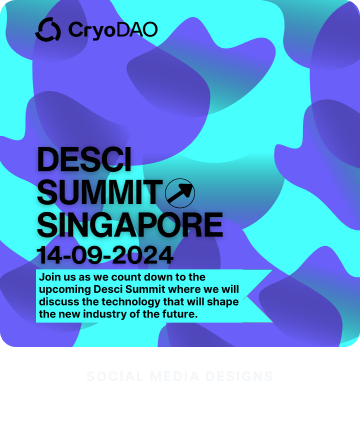 CryoDAO
DESCI
SUMMIT
SINGAPORE
14-09-2024
Join us as we count down to the
upcoming Desci Summit where we will
discuss the technology that will shape
the new industry of the future.
SOCIAL MEDIA DESIGNS